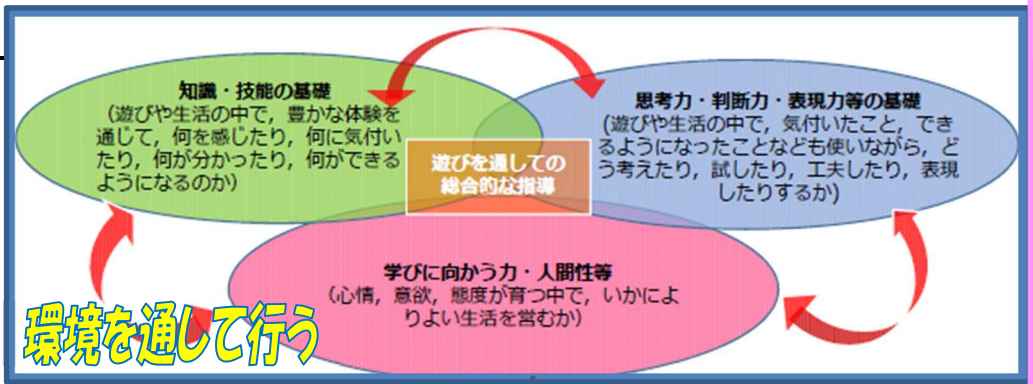 知識・技能の基礎
(遊びや生活の中で，豊かな体験を
通じて，何を感じたり，何に気付い
たり，何が分かったり，何ができる
ようになるのか)
思考力・判断力・表現力等の基礎
(遊びや生活の中で，気付いたこと，でき
るようになったことなども使いながら，ど
う考えたり，試したり，工夫したり，表現
したりするか)
遊びを通しての
総合的な指導
学びに向かう力・人間性等
(心情，意欲，態度が育つ中で，いかによ
りよい生活を営むか)
環境を通して行う